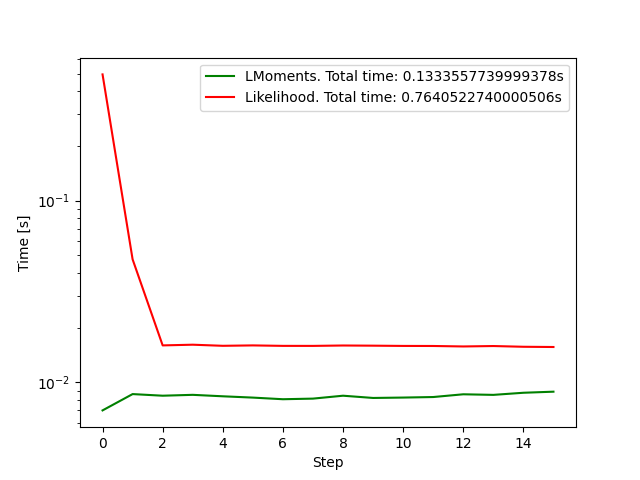 LMoments. Total time: 0.1333557739999378s
Likelihood. Total time: 0.7640522740000506s
10⁻¹
10⁻²
Time [s]
0 2 4 6 8 10 12 14
Step